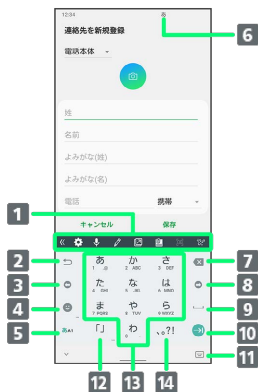 12:34 あ
6
連絡先を新規登録
電話本体
姓
名前
よみがな(姓)
よみがな(名)
電話 携帯
1
キャンセル 保存
2 あ か さ 7
1 .@ 2 ABC 3 DEF
3 た な は 8
4 GHI 5 JKL 6 MNO
4 ま や ら 9
7 PQRS 8 TUV 9 WXYZ
5 あA1 「」 わ 、。?! 10
0
11
12 13 14